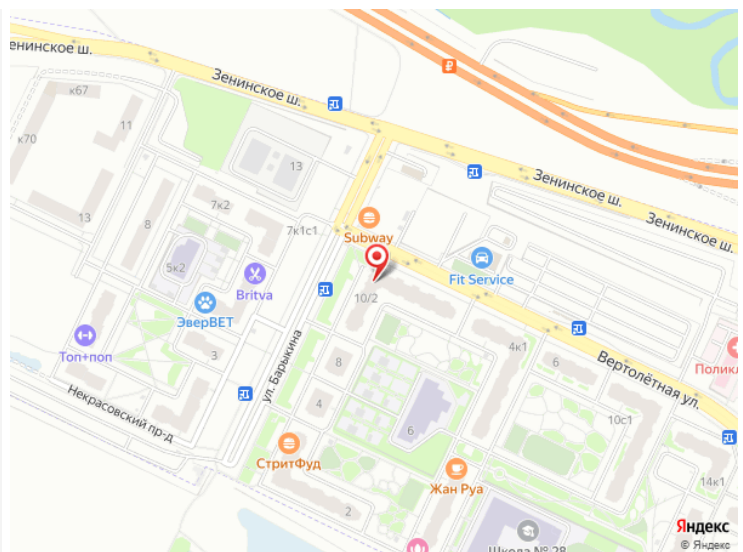 Зенинское ш.
Зенинское ш.
к67
к70
11
13
13
7к2
8
7к1с1
5к2
Subway
Зенинское ш.
Зенинское ш.
Fit Service
Britva
ЭверВЕТ
10/2
Топ+поп
3
ул. Барыкина
8
4к1
6
Вертолётная ул.
Некрасовский пр-д
4
6
10с1
СтритФуд
Жан Руа
14к1
2
Школа № 28
Яндекс
© Яндекс